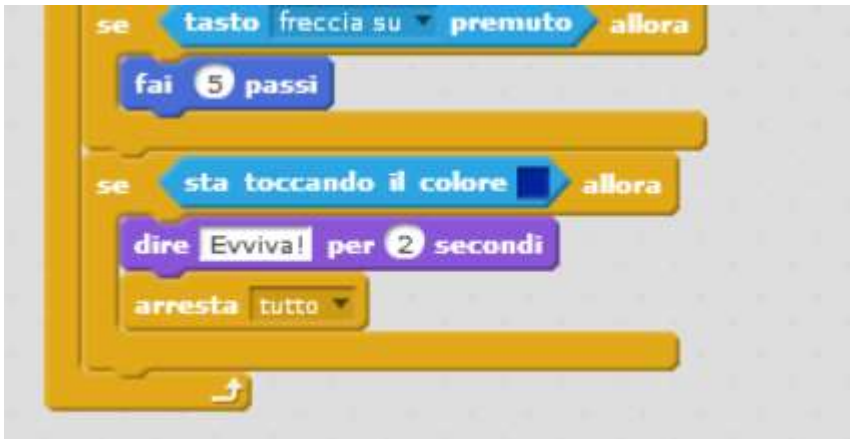 se tasto freccia su premuto allora
fai 5 passi
se sta toccando il colore allora
dire Evviva! per 2 secondi
arresta tutto